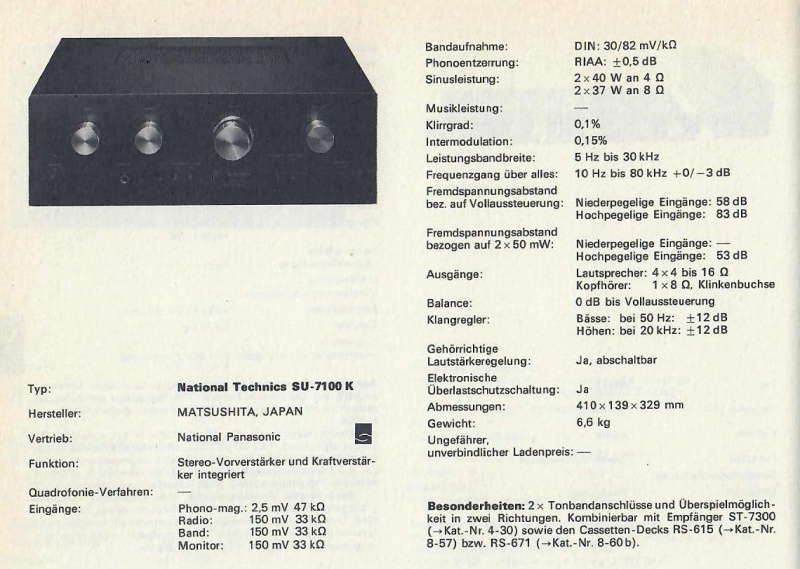 Typ: National Technics SU-7100 K
Hersteller: MATSUSHITA, JAPAN
Vertrieb: National Panasonic
Funktion: Stereo-Vorverstärker und Kraftverstär-
ker integriert
Quadrofonie-Verfahren: —
Eingänge: Phono-mag.: 2,5 mV 47 kΩ
Radio: 150 mV 33 kΩ
Band: 150 mV 33 kΩ
Monitor: 150 mV 33 kΩ
Bandaufnahme: DIN: 30/82 mV/kΩ
Phonoentzerrung: RIAA: ±0,5 dB
Sinusleistung: 2×40 W an 4 Ω
2×37 W an 8 Ω
Musikleistung: —
Klirrgrad: 0,1%
Intermodulation: 0,15%
Leistungsbandbreite: 5 Hz bis 30 kHz
Frequenzgang über alles: 10 Hz bis 80 kHz +0/−3 dB
Fremdspannungsabstand
bez. auf Vollaussteuerung: Niederpegelige Eingänge: 58 dB
Hochpegelige Eingänge: 83 dB
Fremdspannungsabstand
bezogen auf 2×50 mW: Niederpegelige Eingänge: —
Hochpegelige Eingänge: 53 dB
Ausgänge: Lautsprecher: 4×4 bis 16 Ω
Kopfhörer: 1×8 Ω, Klinkenbuchse
Balance: 0 dB bis Vollaussteuerung
Klangregler: Bässe: bei 50 Hz: ±12 dB
Höhen: bei 20 kHz: ±12 dB
Gehörrichtige
Lautstärkeregelung: Ja, abschaltbar
Elektronische
Überlastschutzschaltung: Ja
Abmessungen: 410×139×329 mm
Gewicht: 6,6 kg
Ungefährer,
unverbindlicher Ladenpreis: —
Besonderheiten: 2× Tonbandanschlüsse und Überspielmöglich-
keit in zwei Richtungen. Kombinierbar mit Empfänger ST-7300
(→Kat.-Nr. 4-30) sowie den Cassetten-Decks RS-615 (→Kat.-Nr.
8-57) bzw. RS-671 (→Kat.-Nr. 8-60b).